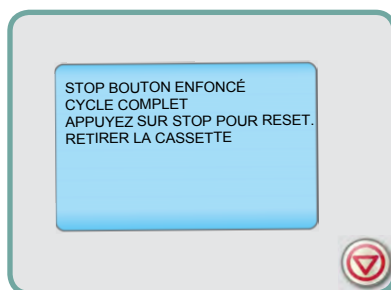 STOP BOUTON ENFONCÉ
CYCLE COMPLET
APPUYEZ SUR STOP POUR RESET.
RETIRER LA CASSETTE